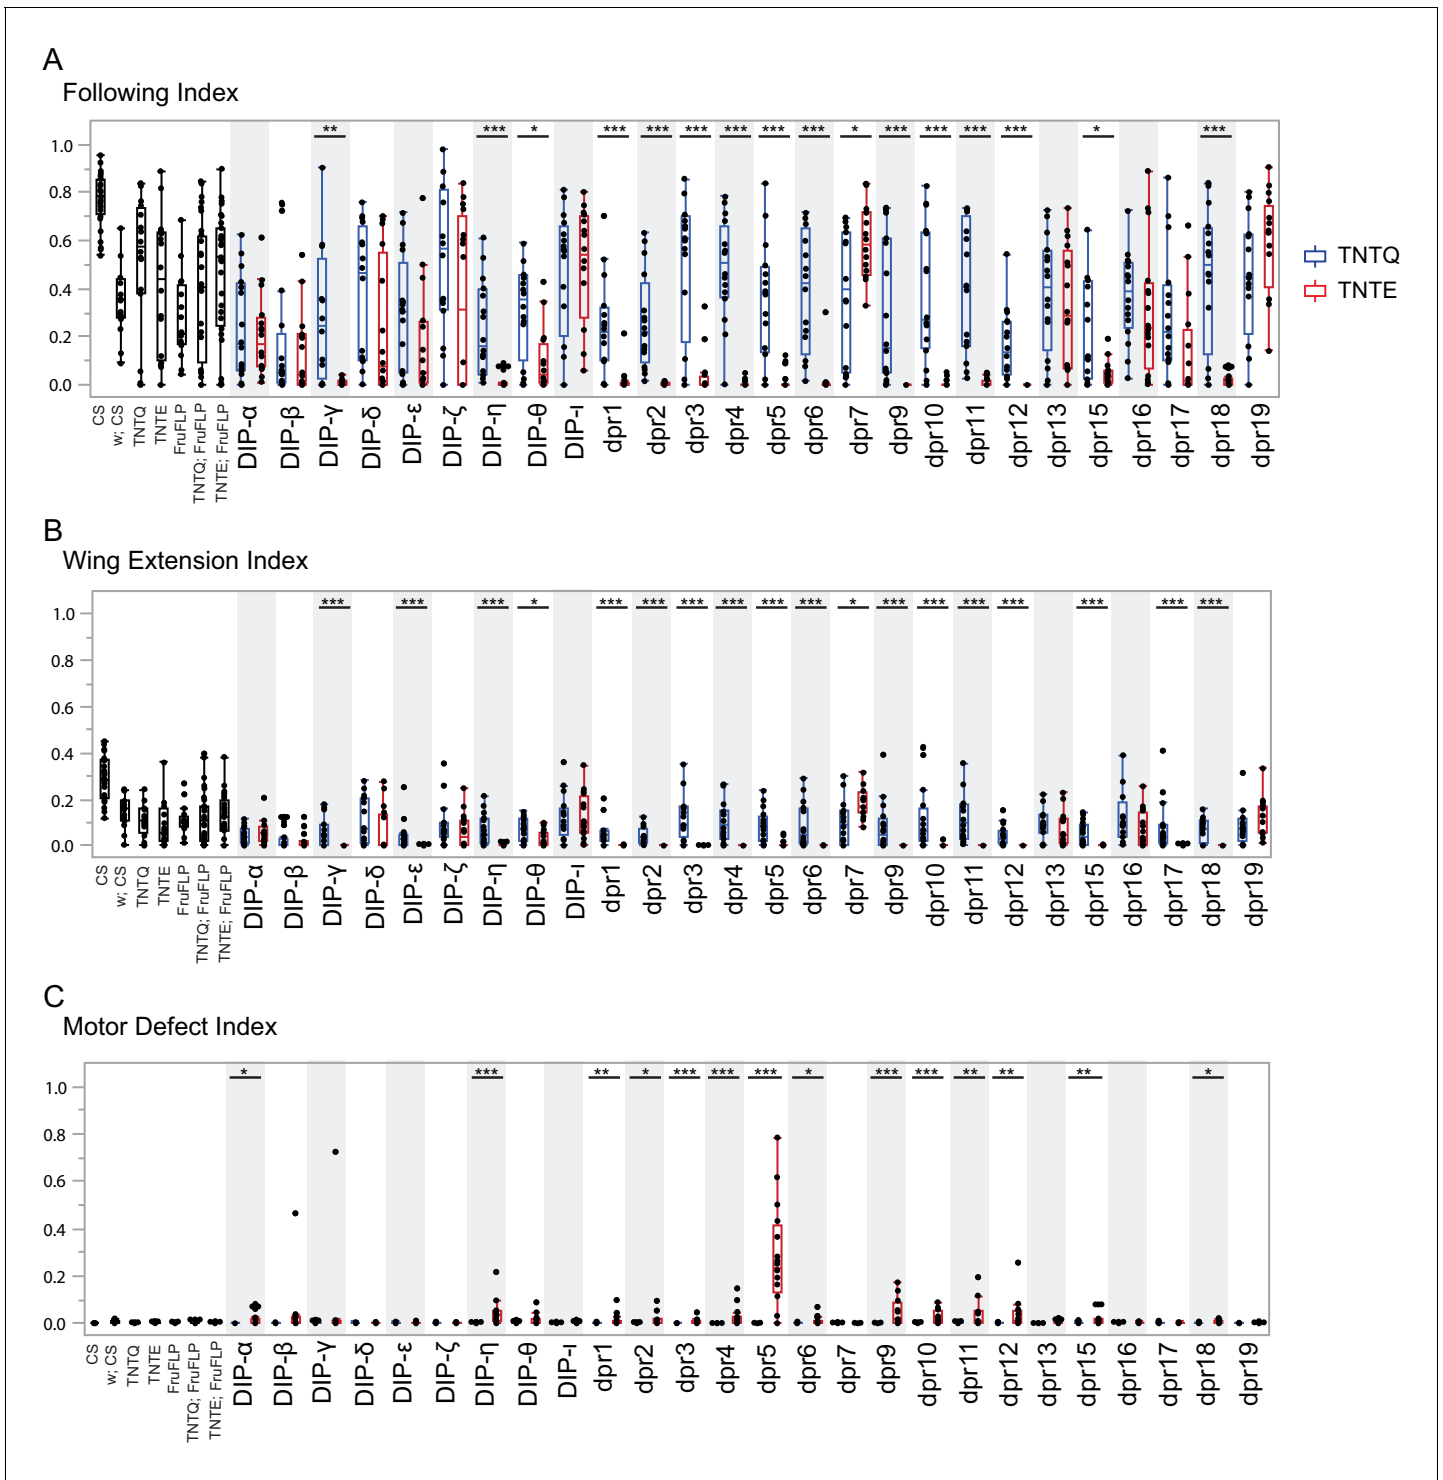 A
Following Index
** *** * *** *** *** *** *** *** * *** *** *** *** * ***
1.0
0.8
0.6
0.4
0.2
0.0
TNTQ
TNTE
CS w; CS TNTQ TNTE FruFLP TNTQ; FruFLP TNTE; FruFLP DIP-α DIP-β DIP-γ DIP-δ DIP-ε DIP-ζ DIP-η DIP-θ DIP-ι dpr1 dpr2 dpr3 dpr4 dpr5 dpr6 dpr7 dpr9 dpr10 dpr11 dpr12 dpr13 dpr15 dpr16 dpr17 dpr18 dpr19
B
Wing Extension Index
*** *** *** * *** *** *** *** *** *** * *** *** *** *** *** *** ***
1.0
0.8
0.6
0.4
0.2
0.0
CS w; CS TNTQ TNTE FruFLP TNTQ; FruFLP TNTE; FruFLP DIP-α DIP-β DIP-γ DIP-δ DIP-ε DIP-ζ DIP-η DIP-θ DIP-ι dpr1 dpr2 dpr3 dpr4 dpr5 dpr6 dpr7 dpr9 dpr10 dpr11 dpr12 dpr13 dpr15 dpr16 dpr17 dpr18 dpr19
C
Motor Defect Index
* *** ** * *** *** *** * *** *** ** ** ** *
1.0
0.8
0.6
0.4
0.2
0.0
CS w; CS TNTQ TNTE FruFLP TNTQ; FruFLP TNTE; FruFLP DIP-α DIP-β DIP-γ DIP-δ DIP-ε DIP-ζ DIP-η DIP-θ DIP-ι dpr1 dpr2 dpr3 dpr4 dpr5 dpr6 dpr7 dpr9 dpr10 dpr11 dpr12 dpr13 dpr15 dpr16 dpr17 dpr18 dpr19